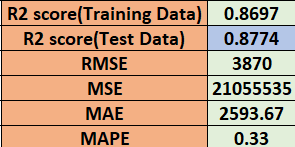 R2 score(Training Data) 0.8697
R2 score(Test Data) 0.8774
RMSE 3870
MSE 21055535
MAE 2593.67
MAPE 0.33